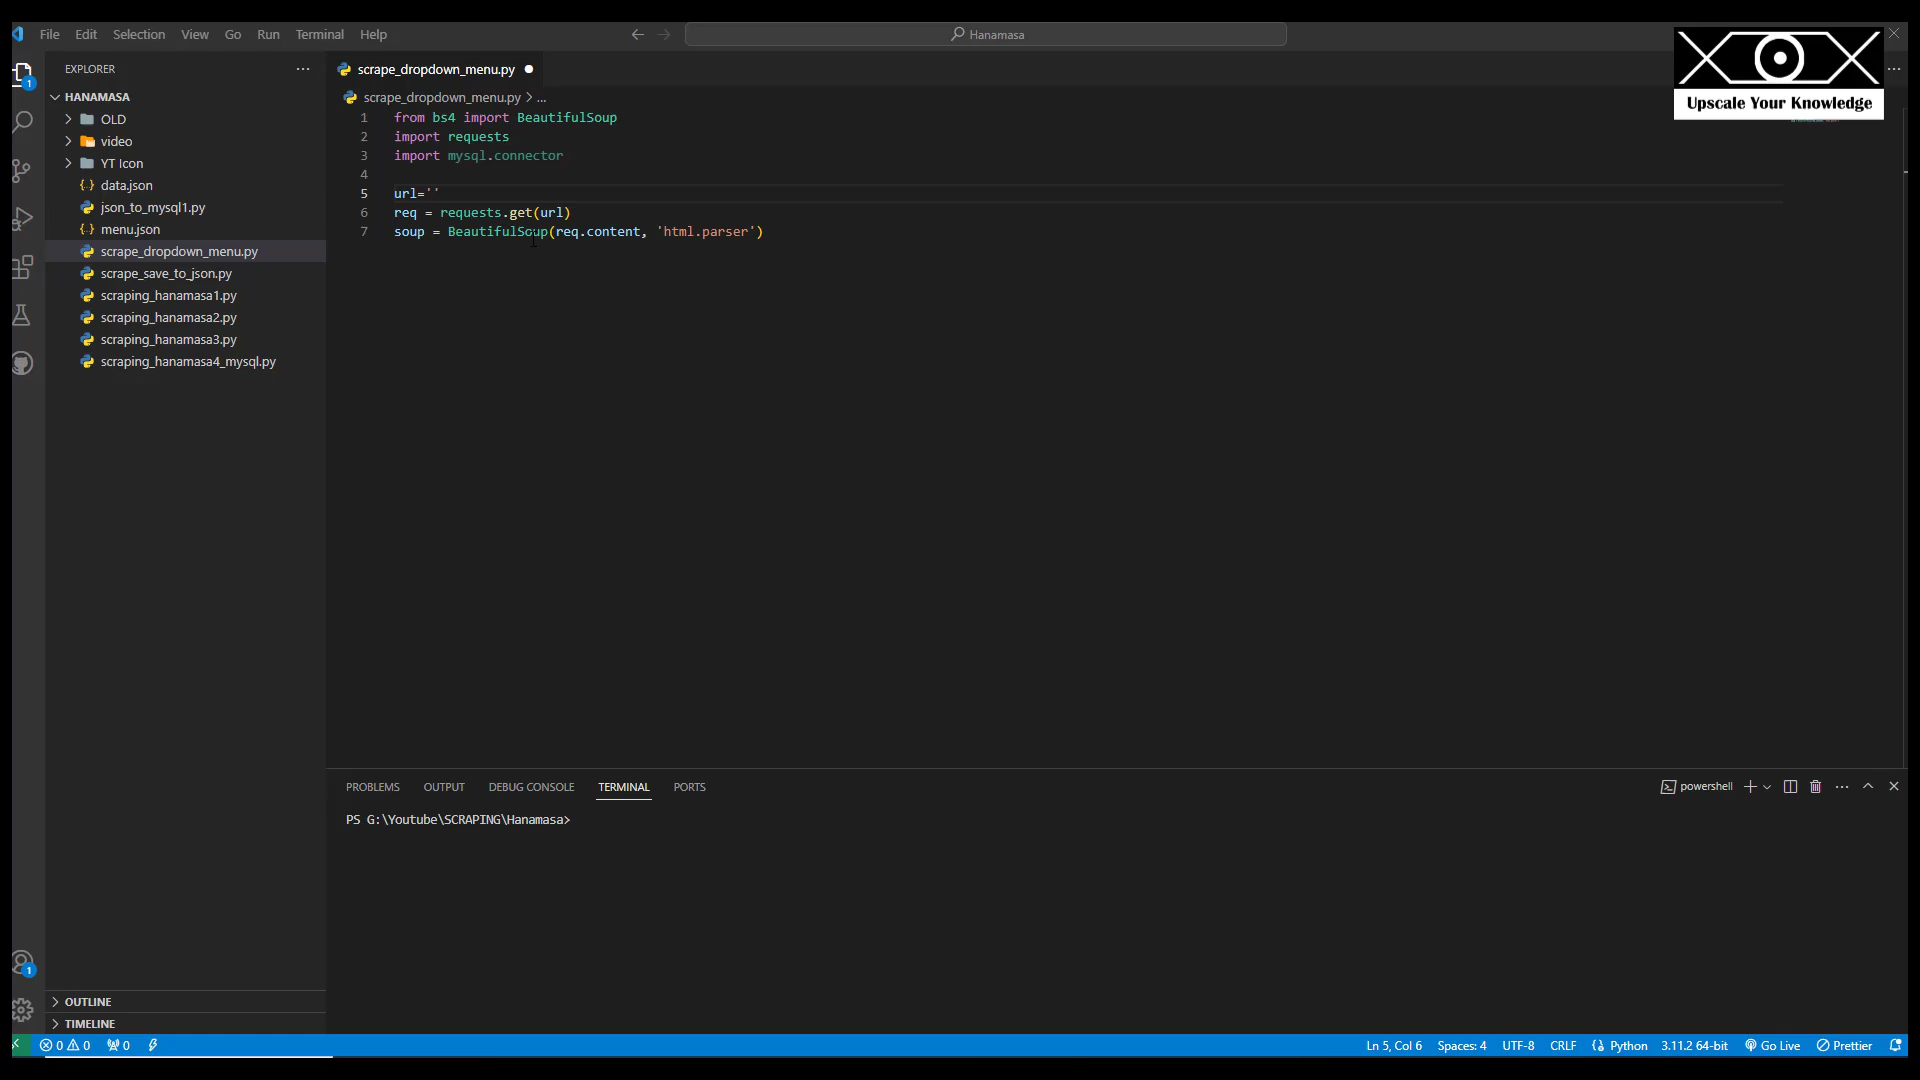 File Edit Selection View Go Run Terminal Help
Hanamasa
Upscale Your Knowledge
EXPLORER
HANAMASA
OLD
video
YT Icon
data.json
json_to_mysql1.py
menu.json
scrape_dropdown_menu.py
scrape_save_to_json.py
scraping_hanamasa1.py
scraping_hanamasa2.py
scraping_hanamasa3.py
scraping_hanamasa4_mysql.py
OUTLINE
TIMELINE
1
1
scrape_dropdown_menu.py
scrape_dropdown_menu.py > ...
1 from bs4 import BeautifulSoup
2 import requests
3 import mysql.connector
4
5 url=''
6 req = requests.get(url)
7 soup = BeautifulSoup(req.content, 'html.parser')
PROBLEMS OUTPUT DEBUG CONSOLE TERMINAL PORTS
powershell
PS G:\Youtube\SCRAPING\Hanamasa>
0 0 0 Ln 5, Col 6 Spaces: 4 UTF-8 CRLF Python 3.11.2 64-bit Go Live Prettier